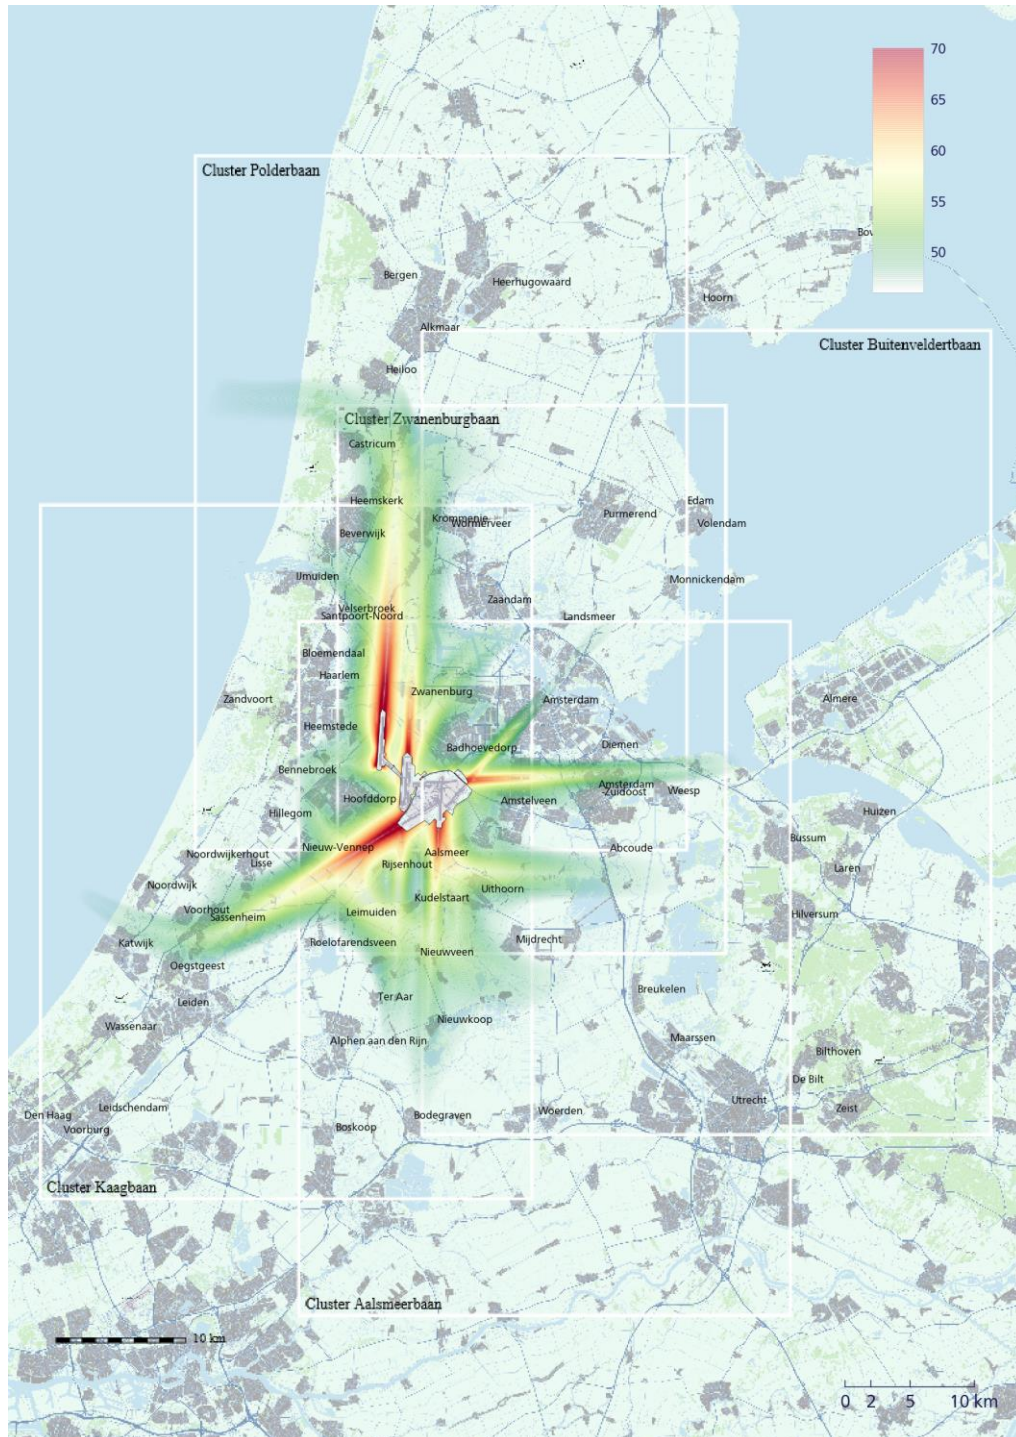 70
65
60
55
50
Cluster Polderbaan
Bov
Bergen
Heerhugowaard
Hoorn
Alkmaar
Cluster Buitenveldertbaan
Heiloo
Cluster Zwanenburgbaan
Castricum
Heemskerk
Edam
Krommenie
Wormerveer
Purmerend
Volendam
Beverwijk
IJmuiden
Monnickendam
Zaandam
Velserbroek
Santpoort-Noord
Landsmeer
Bloemendaal
Haarlem
Zwanenburg
Zandvoort
Amsterdam
Almere
Heemstede
Badhoevedorp
Diemen
Bennebroek
Amsterdam
-Zuidoost
Weesp
Hoofddorp
Amstelveen
Hillegom
Huizen
Bussum
Nieuw-Vennep
Abcoude
Noordwijkerhout
Aalsmeer
Lisse
Rijsenhout
Laren
Noordwijk
Uithoorn
Kudelstaart
Voorhout
Sassenheim
Leimuiden
Hilversum
Katwijk
Roelofarendsveen
Mijdrecht
Nieuwveen
Oegstgeest
Leiden
Ter Aar
Breukelen
Wassenaar
Nieuwkoop
Alphen aan den Rijn
Maarssen
Bilthoven
De Bilt
Utrecht
Zeist
Leidschendam
Den Haag
Bodegraven
Woerden
Voorburg
Boskoop
Cluster Kaagbaan
Cluster Aalsmeerbaan
10 km
0 2 5 10 km